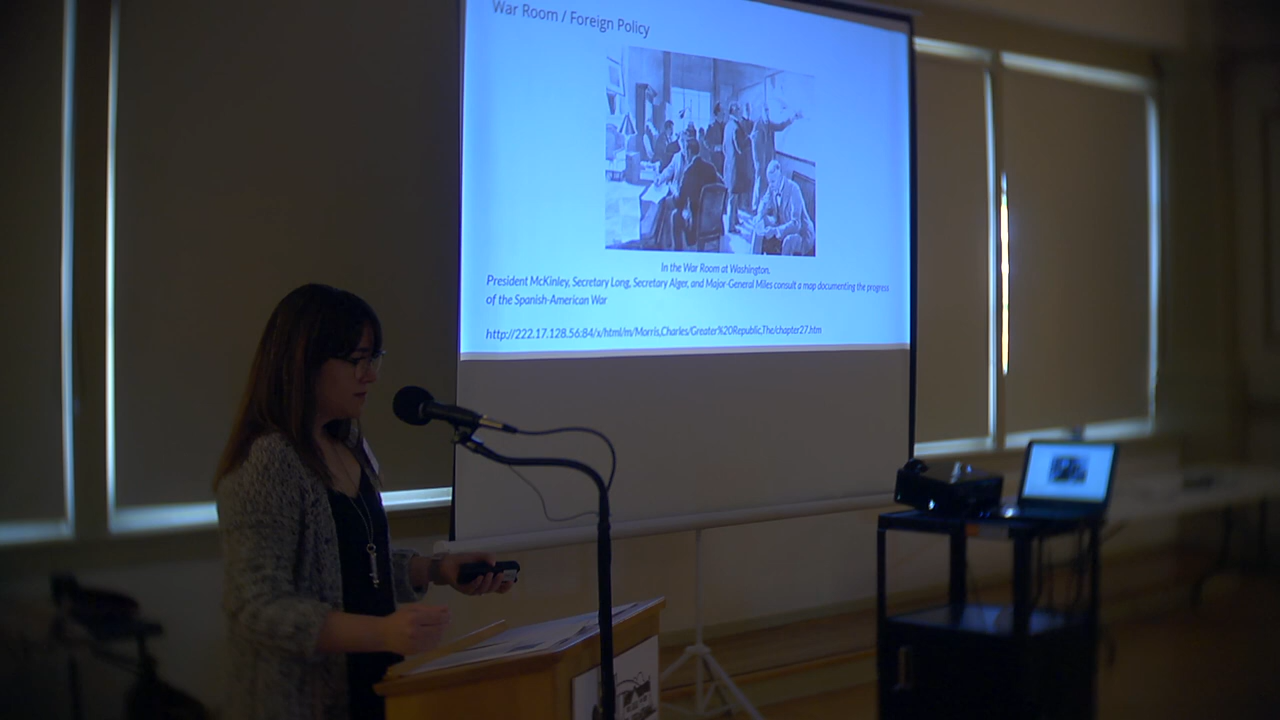 War Room / Foreign Policy
In the War Room at Washington.
President McKinley, Secretary Long, Secretary Alger, and Major-General Miles consult a map documenting the progress
of the Spanish-American War
http://222.17.128.56:84/x/html/m/Morris,Charles/Greater%20Republic,The/chapter27.htm